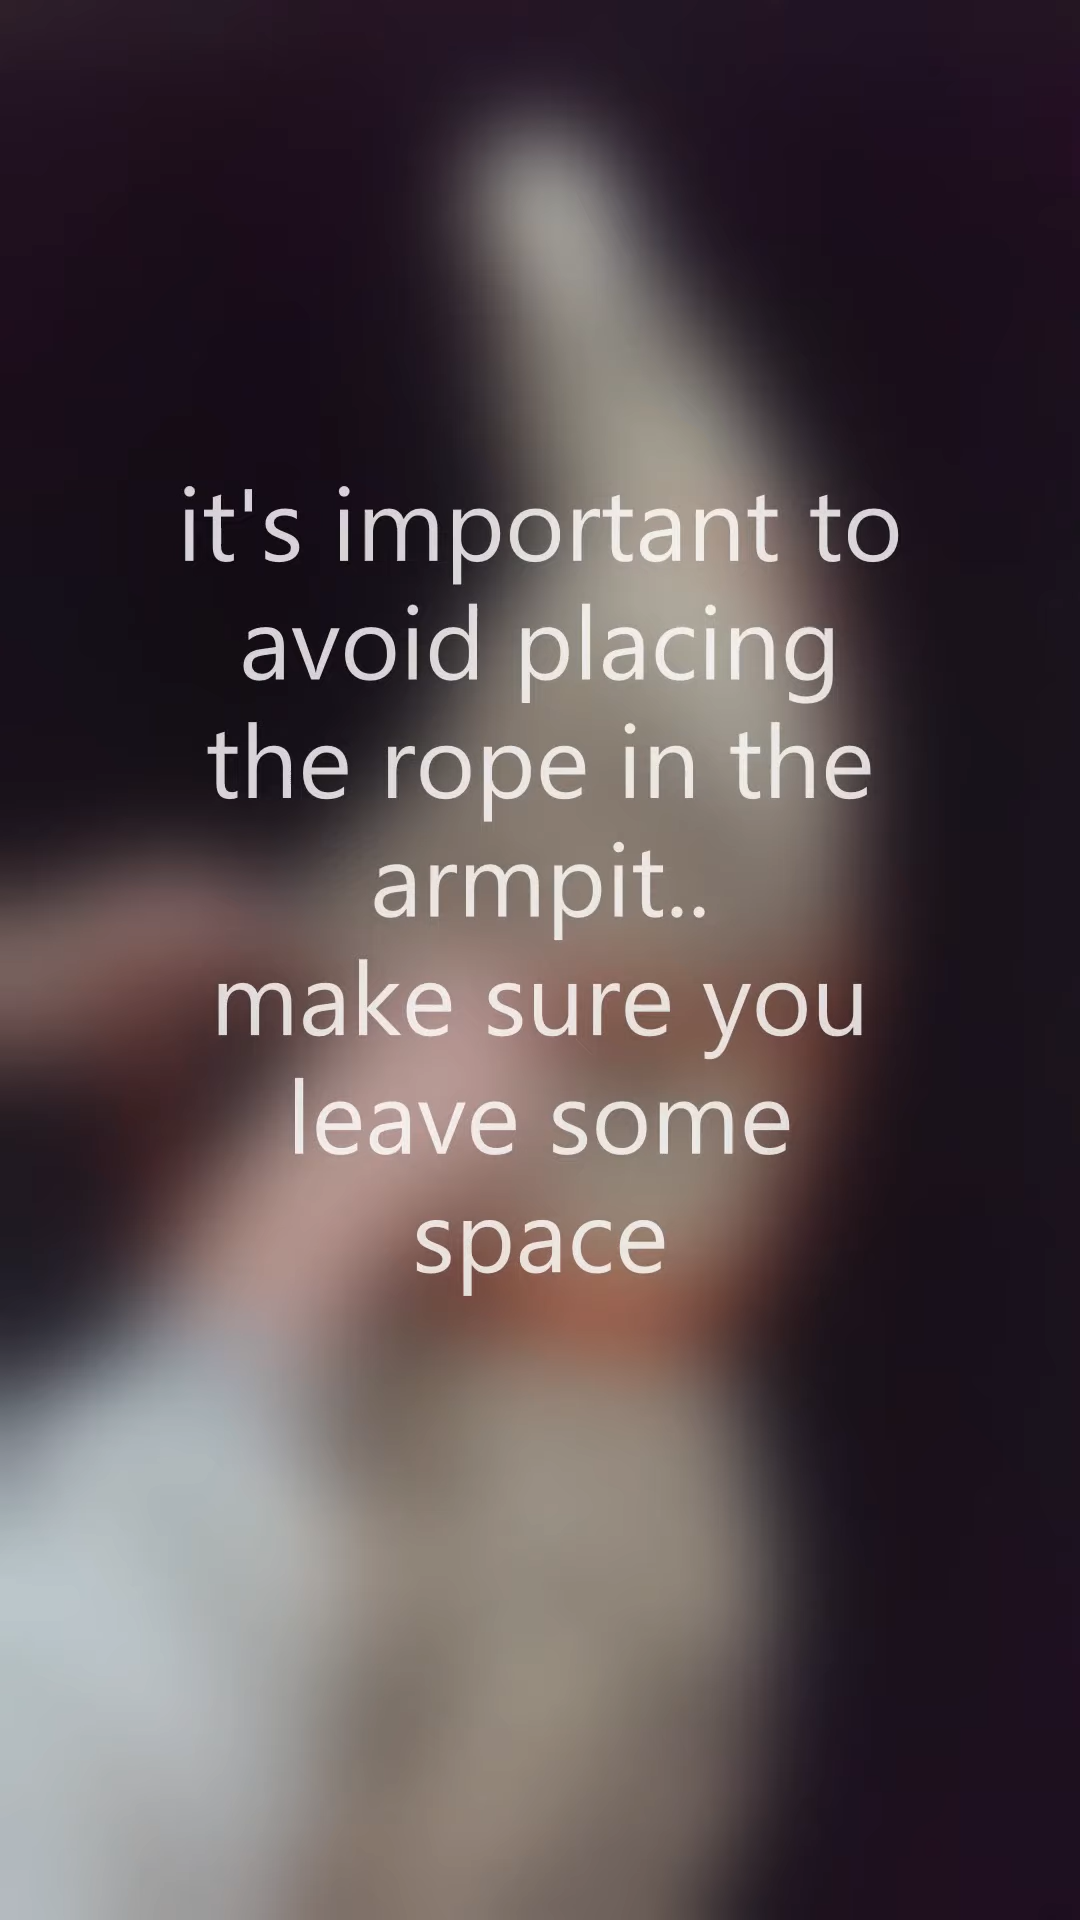 it's important to
avoid placing
the rope in the
armpit..
make sure you
leave some
space